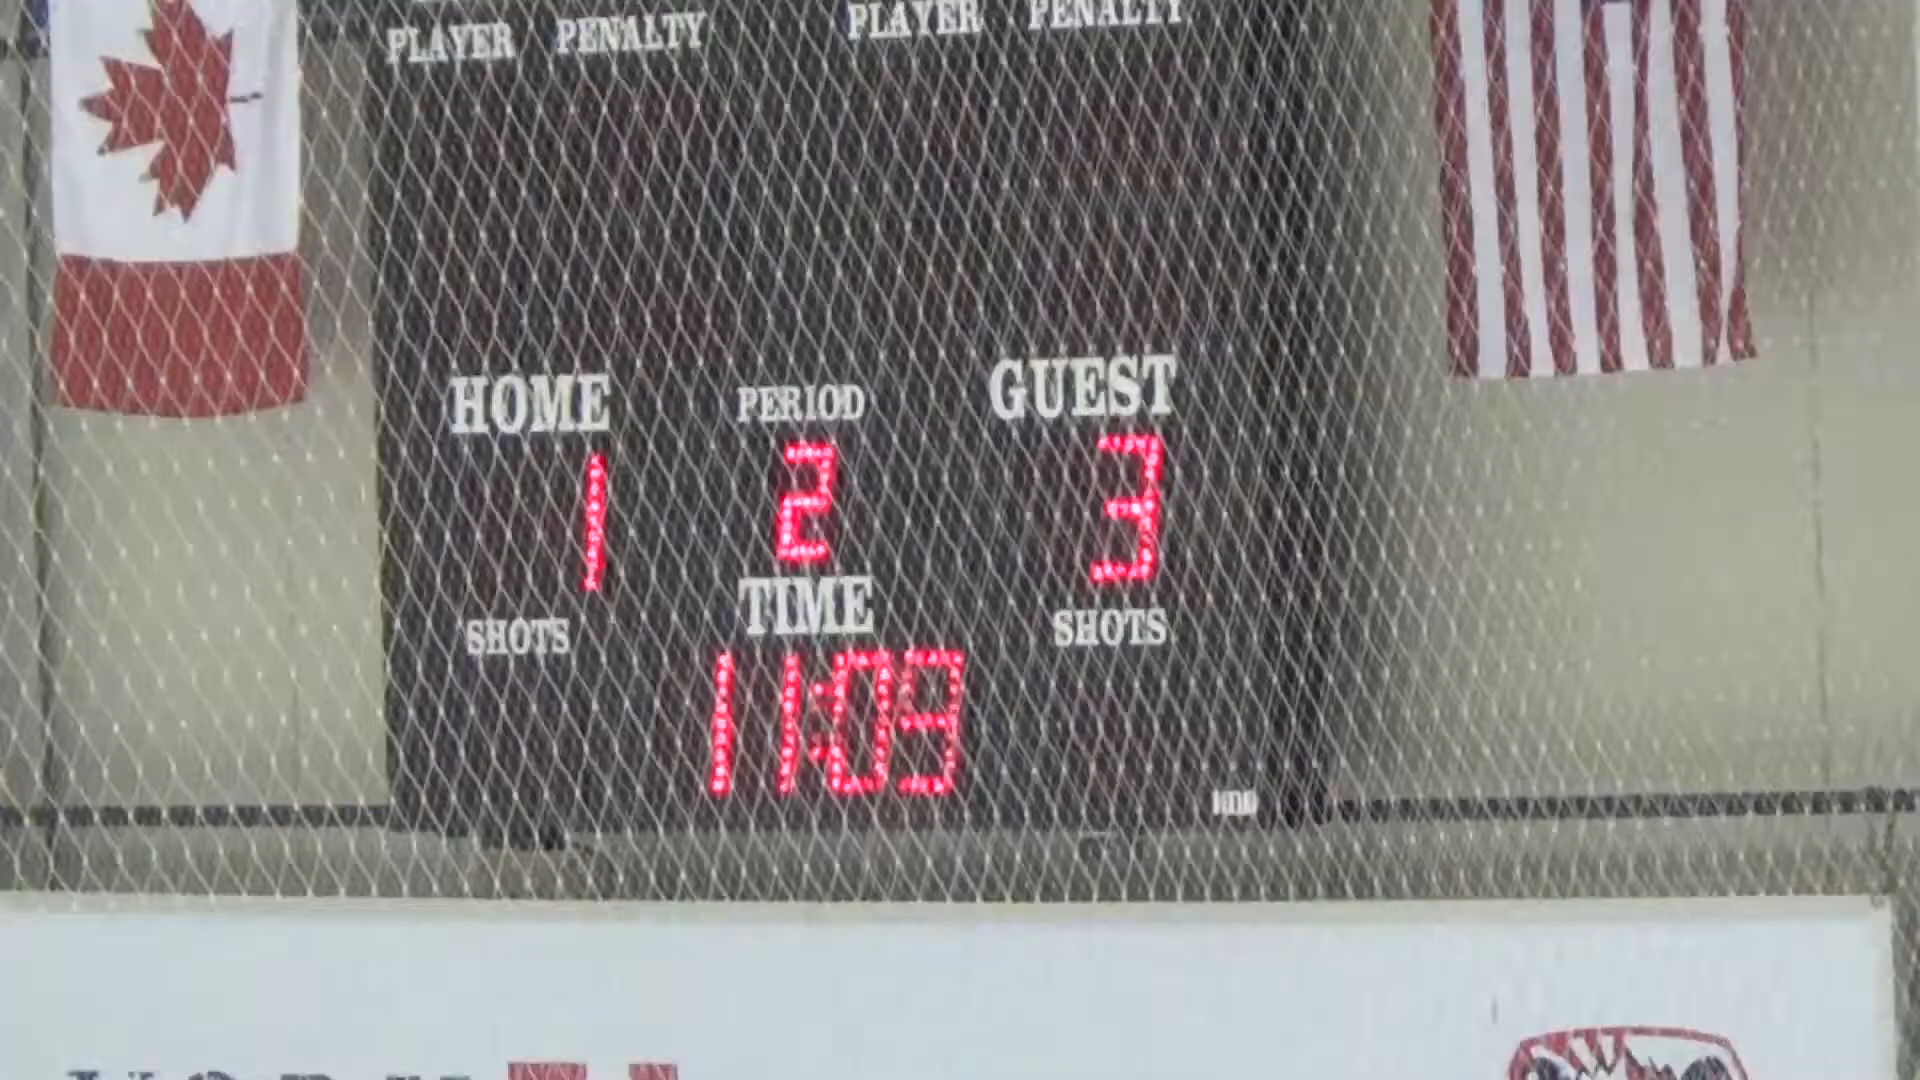 PLAYER PENALTY PLAYER PENALTY
HOME PERIOD GUEST
1 2 3
TIME
SHOTS SHOTS
11:09